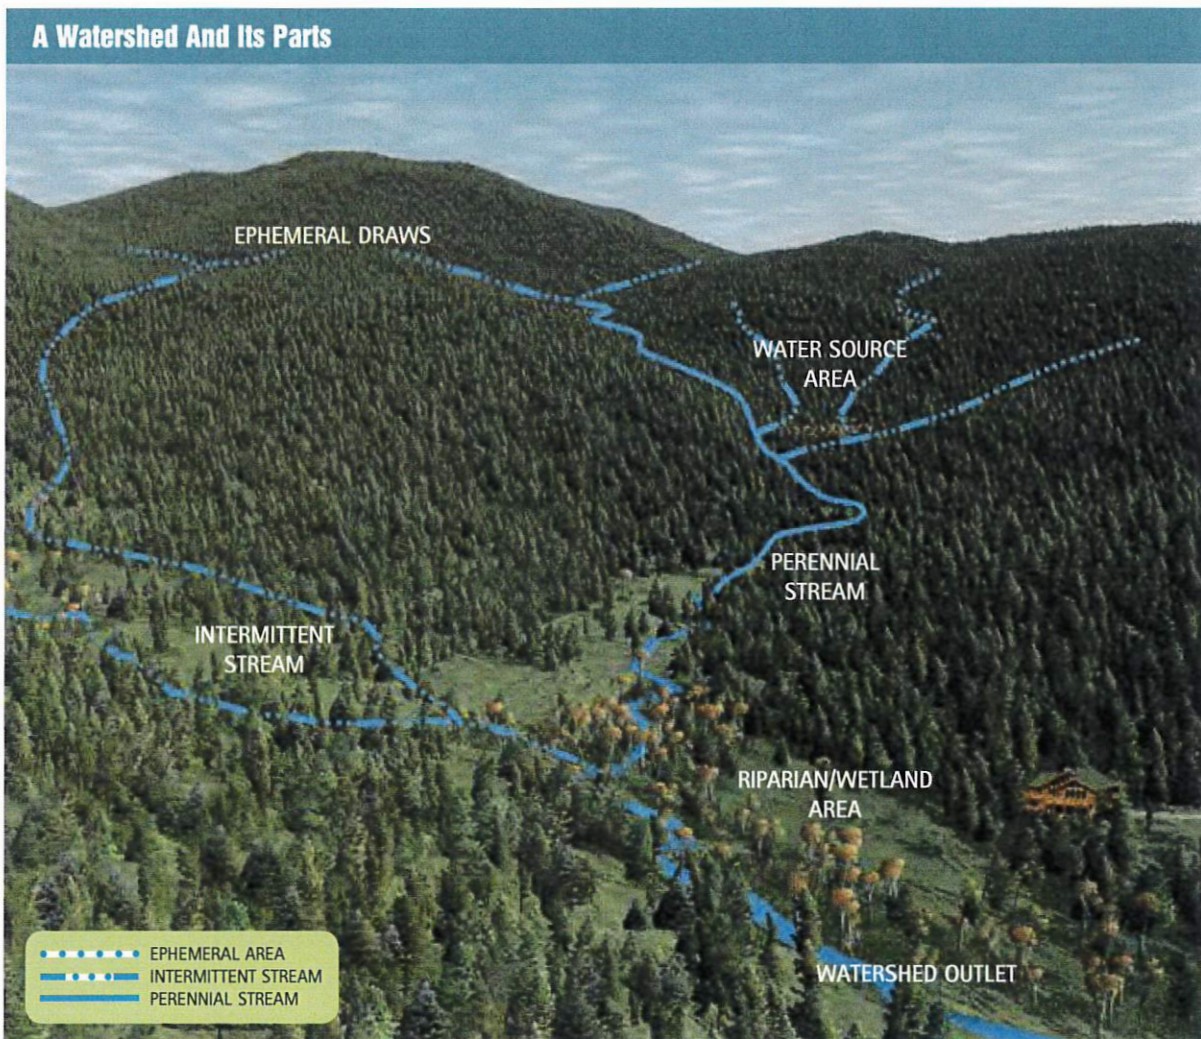 A Watershed And Its Parts
EPHEMERAL DRAWS
WATER SOURCE
AREA
PERENNIAL
STREAM
INTERMITTENT
STREAM
RIPARIAN/WETLAND
AREA
WATERSHED OUTLET
EPHEMERAL AREA
INTERMITTENT STREAM
PERENNIAL STREAM